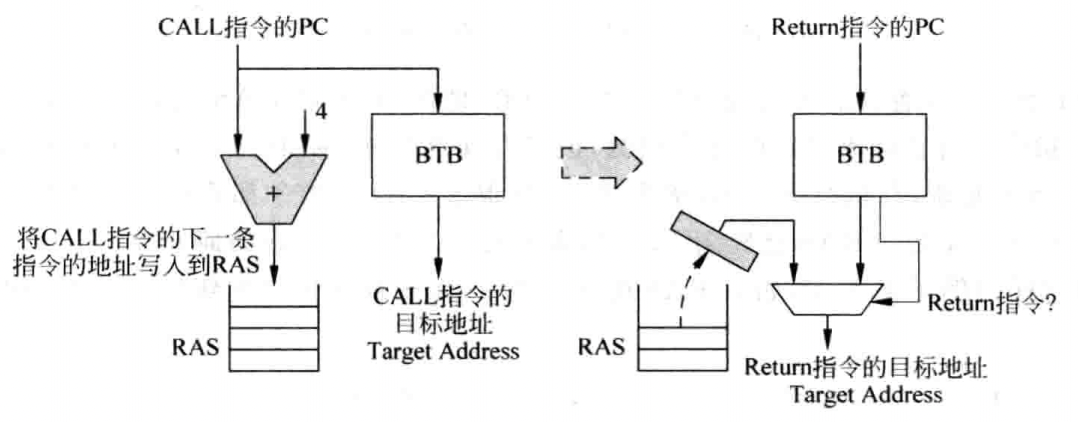 CALL指令的PC
4
BTB
+
将CALL指令的下一条
指令的地址写入到RAS
RAS
CALL指令的
目标地址
Target Address
Return指令的PC
BTB
Return指令?
RAS
Return指令的目标地址
Target Address